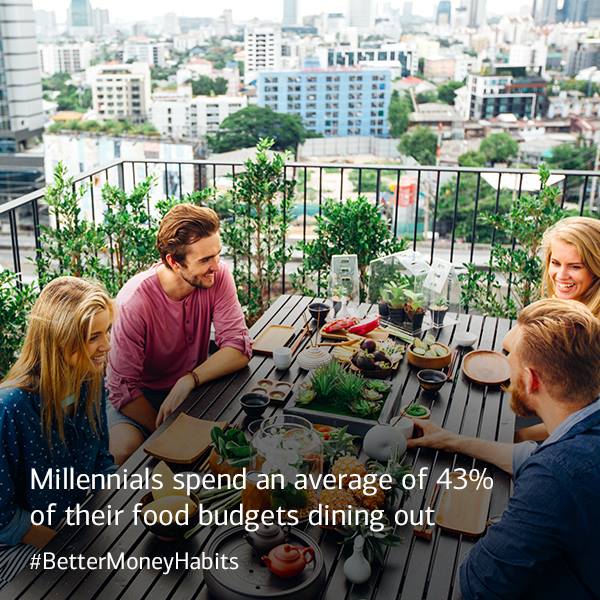 Millennials spend an average of 43%
of their food budgets dining out
#BetterMoneyHabits